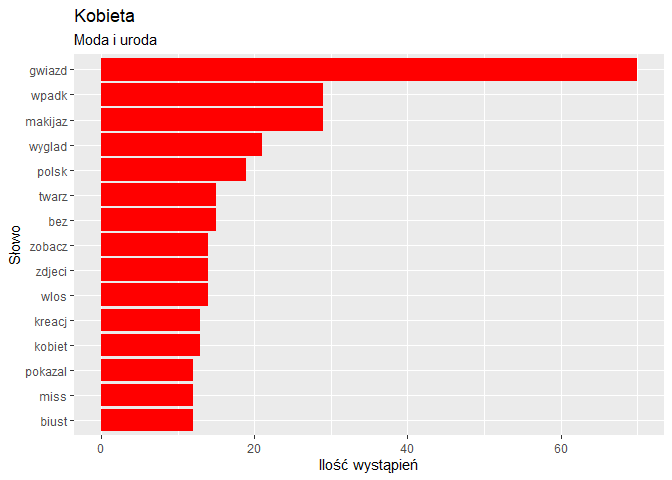 Kobieta
Moda i uroda
Słowo
gwiazd
wpadk
makijaz
wyglad
polsk
twarz
bez
zobacz
zdjeci
wlos
kreacj
kobiet
pokazal
miss
biust
0 20 40 60
Ilość wystąpień